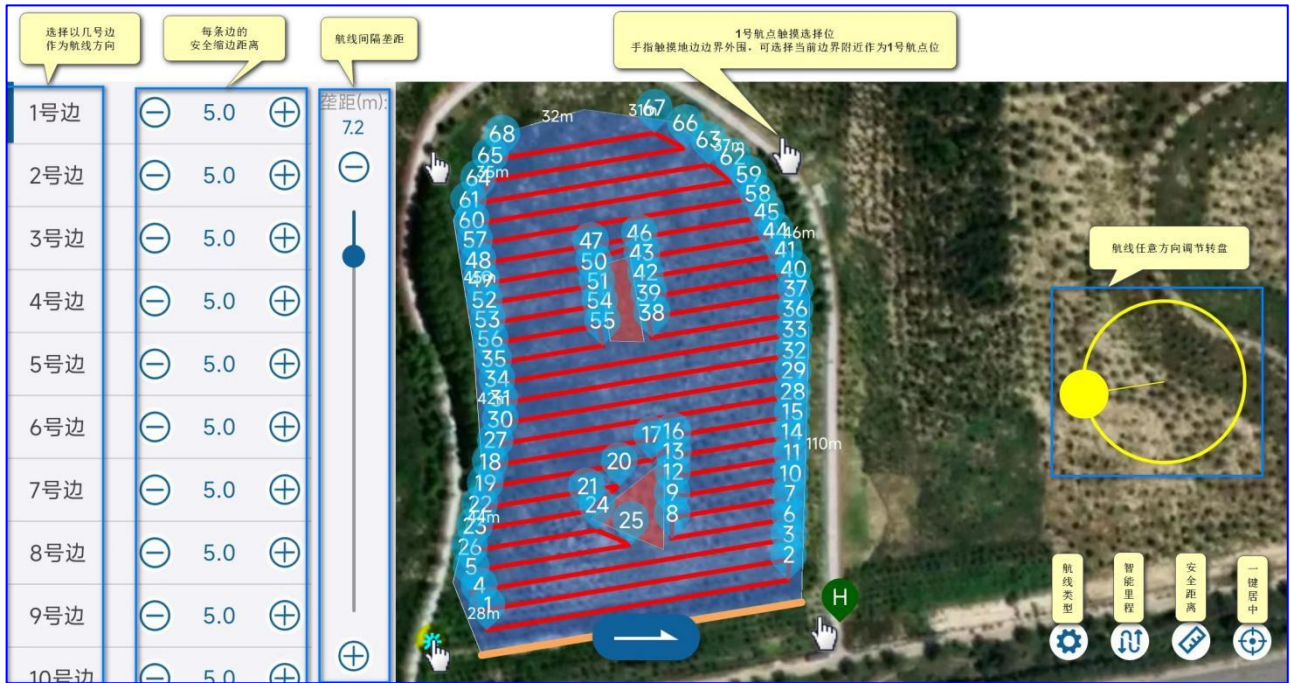 选择以几号边
作为航线方向
每条边的
安全缩边距离
航线间隔垄距
1号航点触摸选择位
手指触摸地边边界外围，可选择当前边界附近作为1号航点位
1号边
5.0
2号边
5.0
3号边
5.0
4号边
5.0
5号边
5.0
6号边
5.0
7号边
5.0
8号边
5.0
9号边
5.0
10号边
5.0
垄距(m):
7.2
32m
31m
67
66
68
63
37m
62
65
35m
64
59
61
58
60
45
57
47
46
44
46m
48
50
43
41
45m
49
51
42
40
52
54
39
37
53
55
38
36
56
33
35
32
34
29
42m
31
28
30
17
16
15
27
13
14
110m
18
20
12
11
19
21
9
10
22
24
8
7
44m
23
25
6
26
3
5
2
4
1
28m
H
航线任意方向调节转盘
航线类型
智能里程
安全距离
一键居中